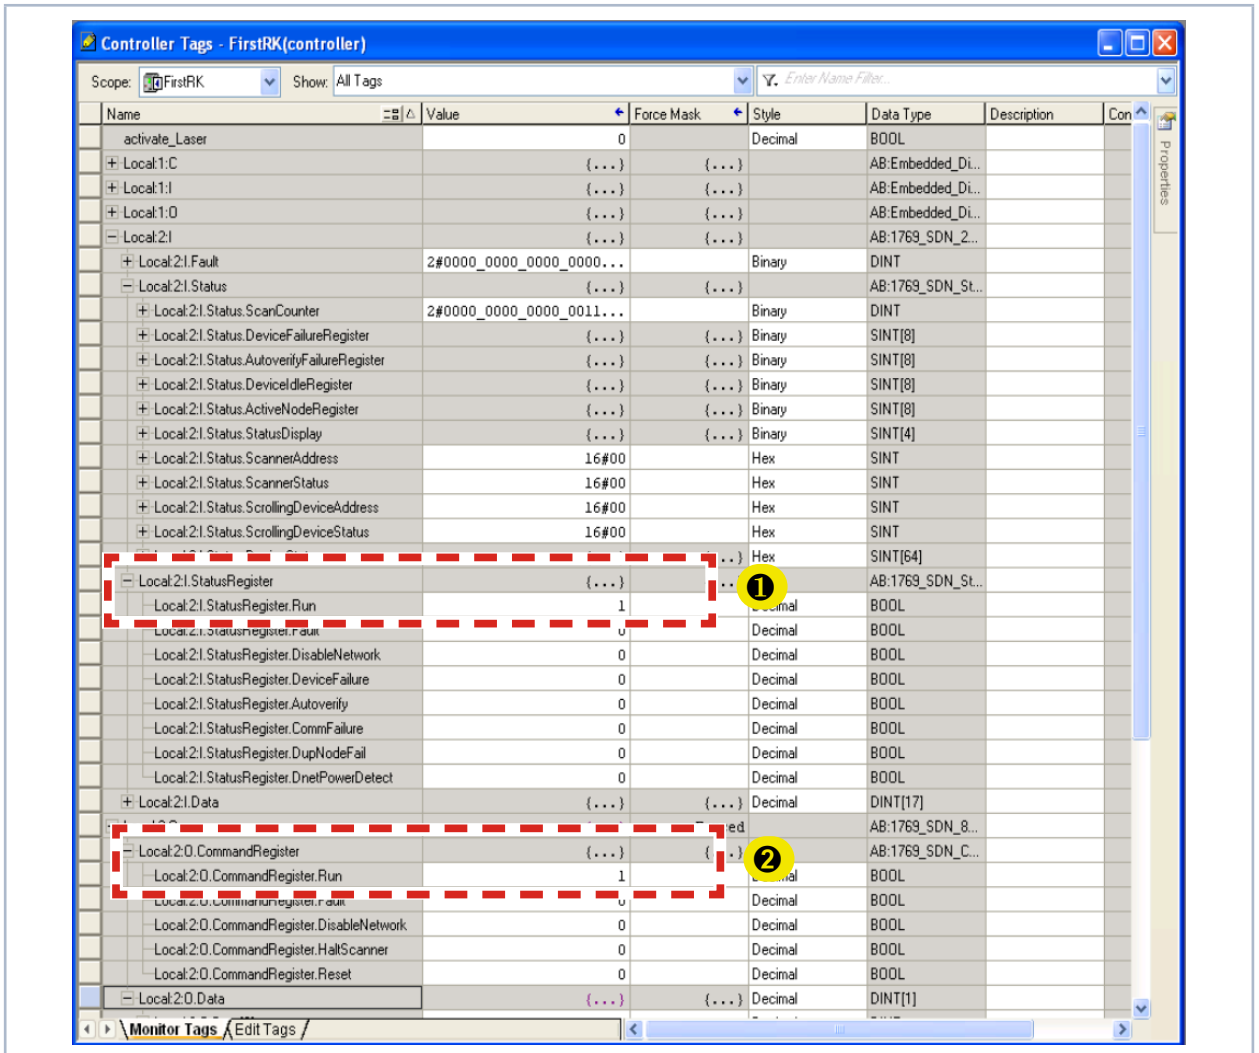 Controller Tags - FirstRK(controller)
Scope: FirstRK Show: All Tags Enter Name Filter...
Name Value Force Mask Style Data Type Description Con
Properties
activate_Laser 0 Decimal BOOL
Local:1:C {...} {...} AB:Embedded_Di...
Local:1:I {...} {...} AB:Embedded_Di...
Local:1:O {...} {...} AB:Embedded_Di...
Local:2:I {...} {...} AB:1769_SDN_2...
Local:2:I.Fault 2#0000_0000_0000_0000... Binary DINT
Local:2:I.Status {...} {...} AB:1769_SDN_St...
Local:2:I.Status.ScanCounter 2#0000_0000_0000_0011... Binary DINT
Local:2:I.Status.DeviceFailureRegister {...} {...} Binary SINT[8]
Local:2:I.Status.AutoverifyFailureRegister {...} {...} Binary SINT[8]
Local:2:I.Status.DeviceIdleRegister {...} {...} Binary SINT[8]
Local:2:I.Status.ActiveNodeRegister {...} {...} Binary SINT[8]
Local:2:I.Status.StatusDisplay {...} {...} Binary SINT[4]
Local:2:I.Status.ScannerAddress 16#00 Hex SINT
Local:2:I.Status.ScannerStatus 16#00 Hex SINT
Local:2:I.Status.ScrollingDeviceAddress 16#00 Hex SINT
Local:2:I.Status.ScrollingDeviceStatus 16#00 Hex SINT
Hex SINT[64]
Local:2:I.StatusRegister {...} AB:1769_SDN_St...
1
Local:2:I.StatusRegister.Run 1 Decimal BOOL
Local:2:I.StatusRegister.Fault 0 Decimal BOOL
Local:2:I.StatusRegister.DisableNetwork 0 Decimal BOOL
Local:2:I.StatusRegister.DeviceFailure 0 Decimal BOOL
Local:2:I.StatusRegister.Autoverify 0 Decimal BOOL
Local:2:I.StatusRegister.CommFailure 0 Decimal BOOL
Local:2:I.StatusRegister.DupNodeFail 0 Decimal BOOL
Local:2:I.StatusRegister.DnetPowerDetect 0 Decimal BOOL
Local:2:I.Data {...} {...} Decimal DINT[17]
AB:1769_SDN_8...
Local:2:O.CommandRegister {...} AB:1769_SDN_C...
2
Local:2:O.CommandRegister.Run 1 Decimal BOOL
Local:2:O.CommandRegister.Fault 0 Decimal BOOL
Local:2:O.CommandRegister.DisableNetwork 0 Decimal BOOL
Local:2:O.CommandRegister.HaltScanner 0 Decimal BOOL
Local:2:O.CommandRegister.Reset 0 Decimal BOOL
Local:2:O.Data {...} {...} Decimal DINT[1]
Monitor Tags Edit Tags